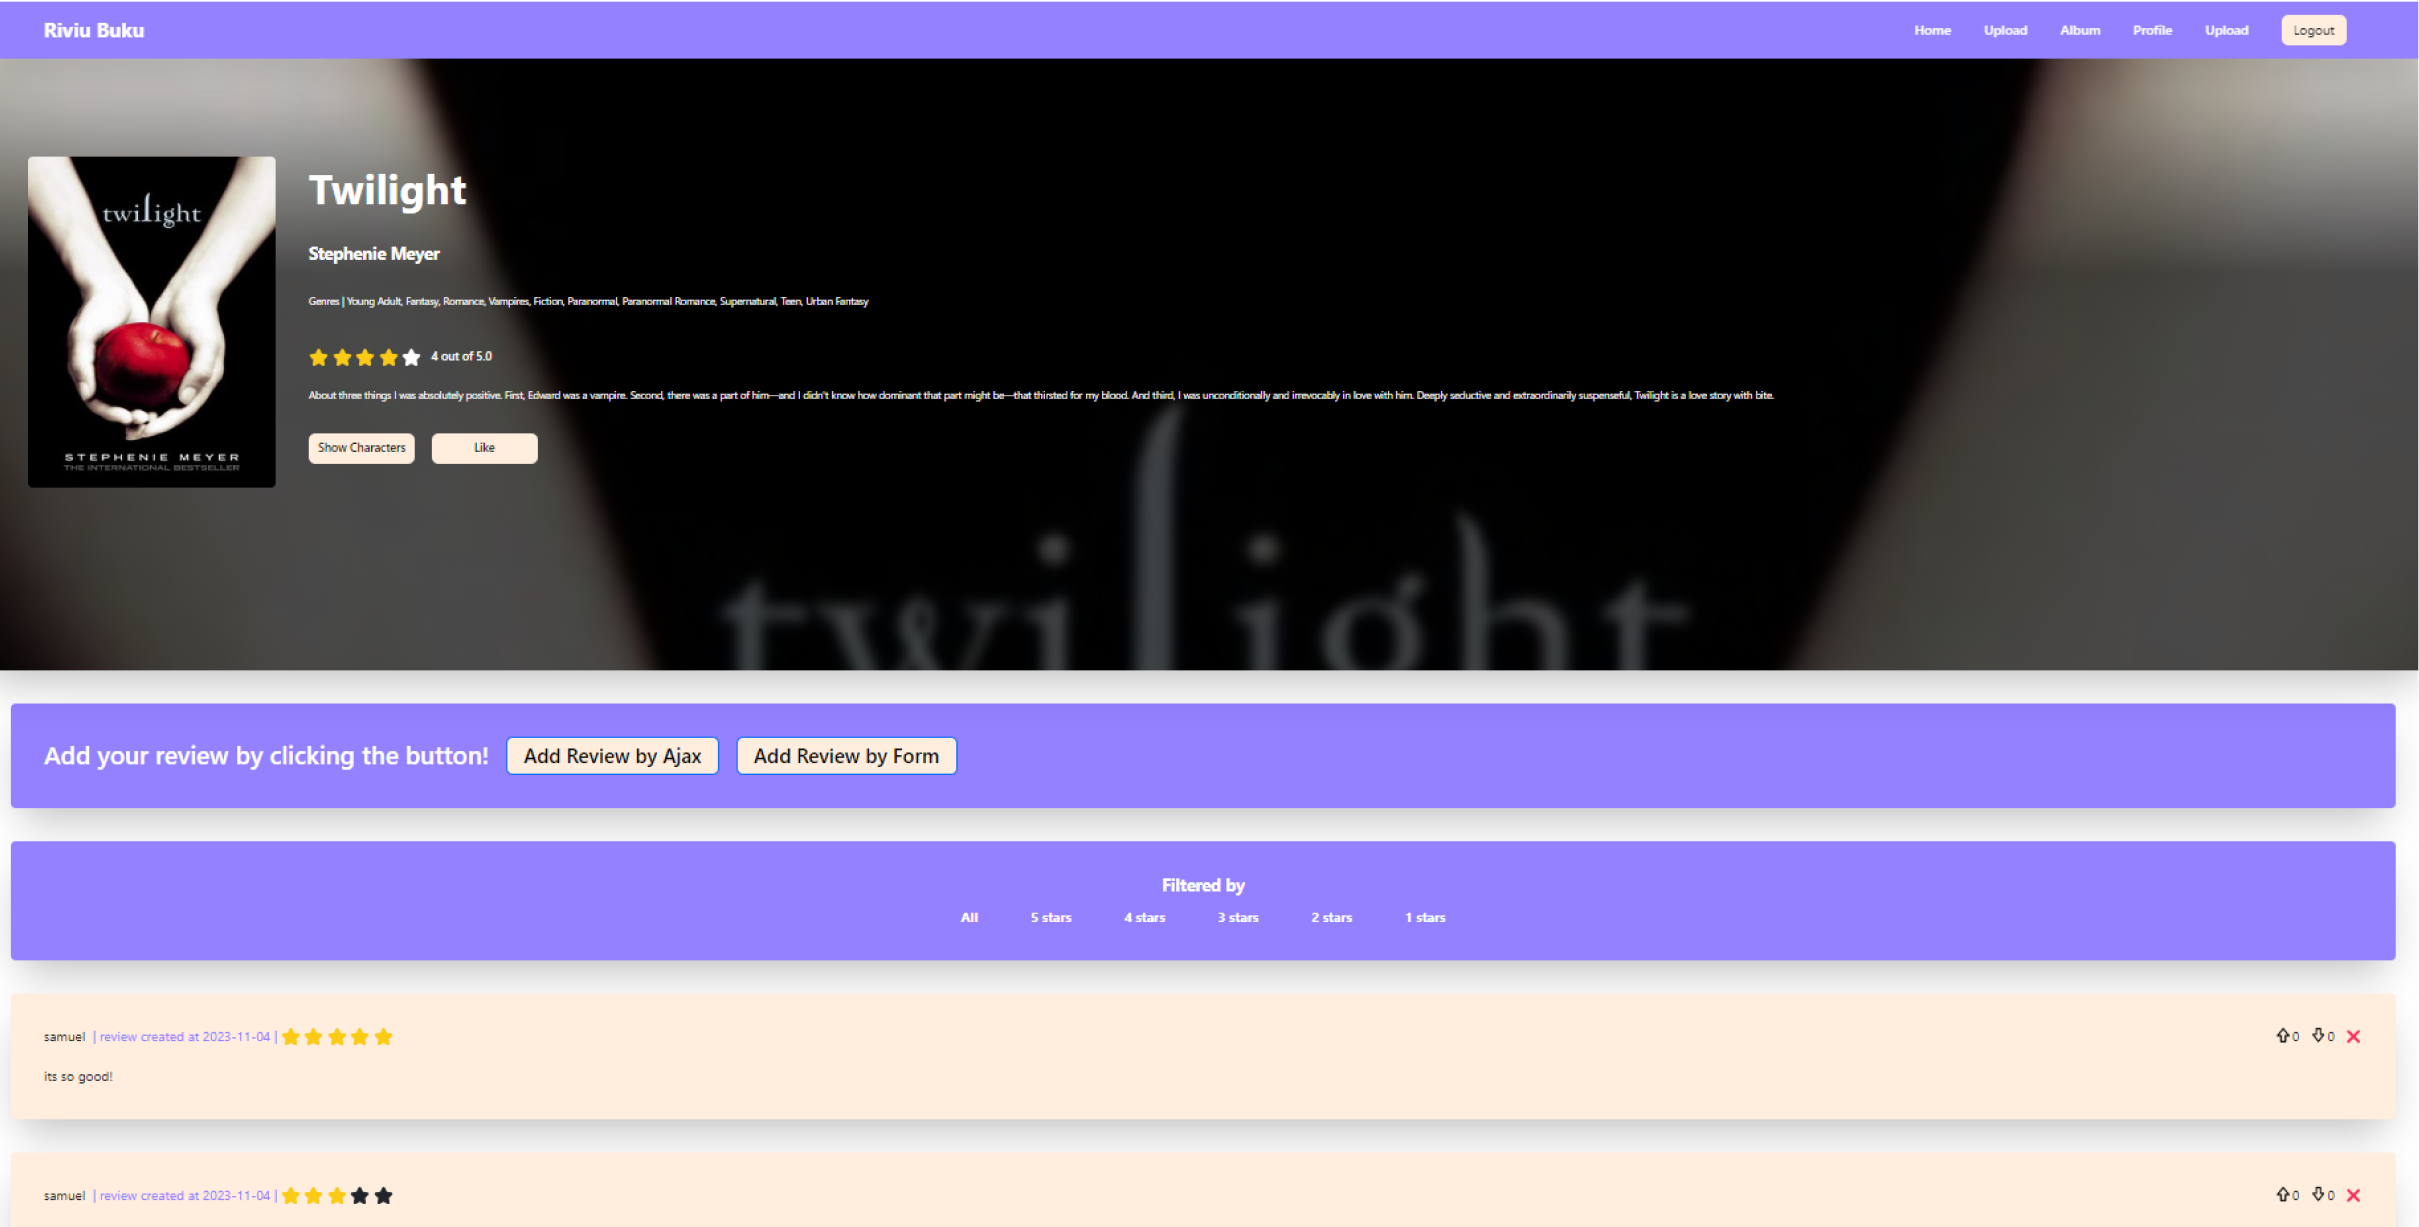 Riviu Buku
Home Upload Album Profile Upload Logout
twilight
STEPHENIE MEYER
THE INTERNATIONAL BESTSELLER
Twilight
Stephenie Meyer
Genres | Young Adult, Fantasy, Romance, Vampires, Fiction, Paranormal, Paranormal Romance, Supernatural, Teen, Urban Fantasy
4 out of 5.0
About three things I was absolutely positive. First, Edward was a vampire. Second, there was a part of him—and I didn't know how dominant that part might be—that thirsted for my blood. And third, I was unconditionally and irrevocably in love with him. Deeply seductive and extraordinarily suspenseful, Twilight is a love story with bite.
Show Characters Like
twilight
Add your review by clicking the button! Add Review by Ajax Add Review by Form
Filtered by
All 5 stars 4 stars 3 stars 2 stars 1 stars
samuel | review created at 2023-11-04 | 0 0
its so good!
samuel | review created at 2023-11-04 | 0 0